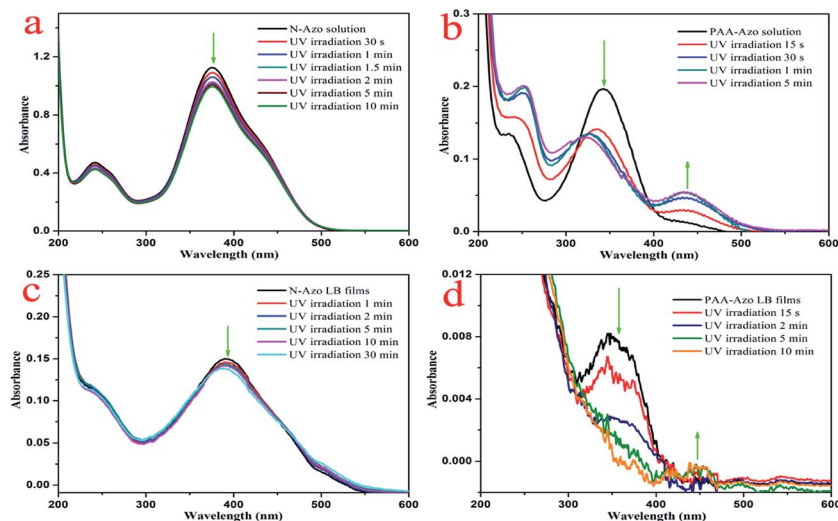 a
N-Azo solution
UV irradiation 30 s
UV irradiation 1 min
UV irradiation 1.5 min
UV irradiation 2 min
UV irradiation 5 min
UV irradiation 10 min
1.2
0.8
0.4
0.0
Absorbance
200 300 400 500 600
Wavelength (nm)
b
PAA-Azo solution
UV irradiation 15 s
UV irradiation 30 s
UV irradiation 1 min
UV irradiation 5 min
0.3
0.2
0.1
0.0
Absorbance
200 300 400 500 600
Wavelength (nm)
c
N-Azo LB films
UV irradiation 1 min
UV irradiation 2 min
UV irradiation 5 min
UV irradiation 10 min
UV irradiation 30 min
0.25
0.20
0.15
0.10
0.05
0.00
Absorbance
200 300 400 500 600
Wavelength (nm)
d
PAA-Azo LB films
UV irradiation 15 s
UV irradiation 2 min
UV irradiation 5 min
UV irradiation 10 min
0.012
0.008
0.004
0.000
Absorbance
200 300 400 500 600
Wavelength (nm)